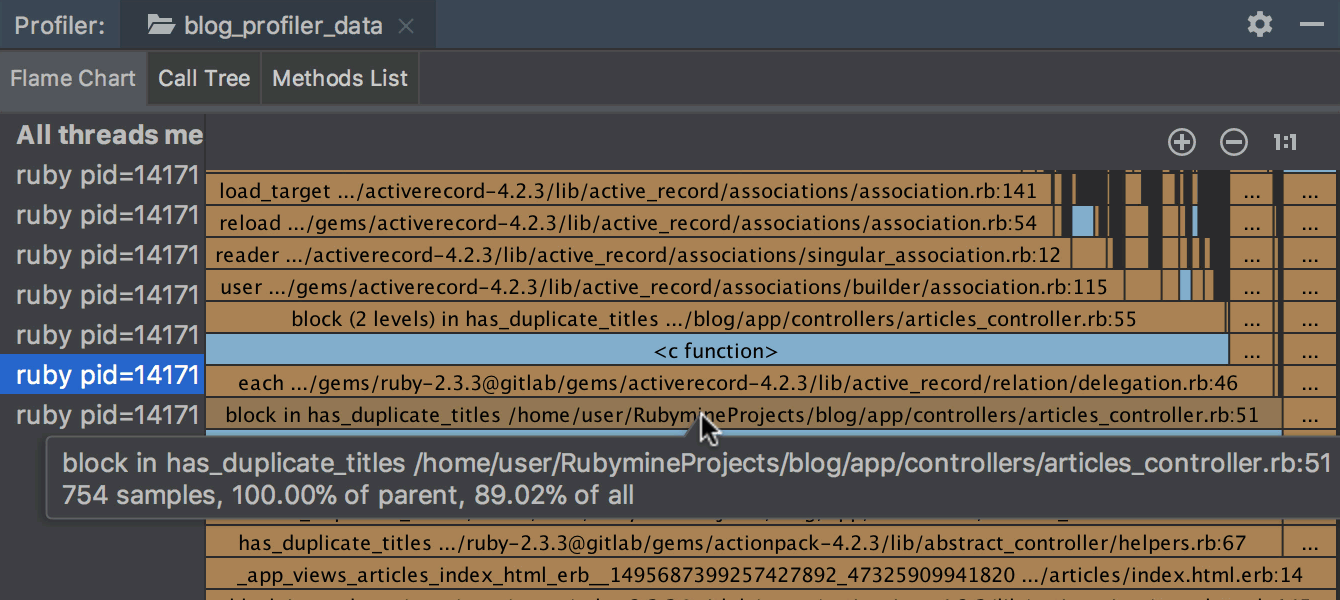 Profiler: blog_profiler_data
Flame Chart Call Tree Methods List
All threads me
ruby pid=14171
ruby pid=14171
ruby pid=14171
ruby pid=14171
ruby pid=14171
ruby pid=14171
ruby pid=14171
1:1
load_target .../activerecord-4.2.3/lib/active_record/associations/association.rb:141 ... ...
reload .../gems/activerecord-4.2.3/lib/active_record/associations/association.rb:54 ... ...
reader .../activerecord-4.2.3/lib/active_record/associations/singular_association.rb:12 ... ...
user .../gems/activerecord-4.2.3/lib/active_record/associations/builder/association.rb:115 ... ...
block (2 levels) in has_duplicate_titles .../blog/app/controllers/articles_controller.rb:55 ... ...
<c function> ... ...
each .../gems/ruby-2.3.3@gitlab/gems/activerecord-4.2.3/lib/active_record/relation/delegation.rb:46 ...
block in has_duplicate_titles /home/user/RubymineProjects/blog/app/controllers/articles_controller.rb:51 ...
block in has_duplicate_titles /home/user/RubymineProjects/blog/app/controllers/articles_controller.rb:51
754 samples, 100.00% of parent, 89.02% of all
has_duplicate_titles .../ruby-2.3.3@gitlab/gems/actionpack-4.2.3/lib/abstract_controller/helpers.rb:67 ...
_app_views_articles_index_html_erb__1495687399257427892_47325909941820 .../articles/index.html.erb:14